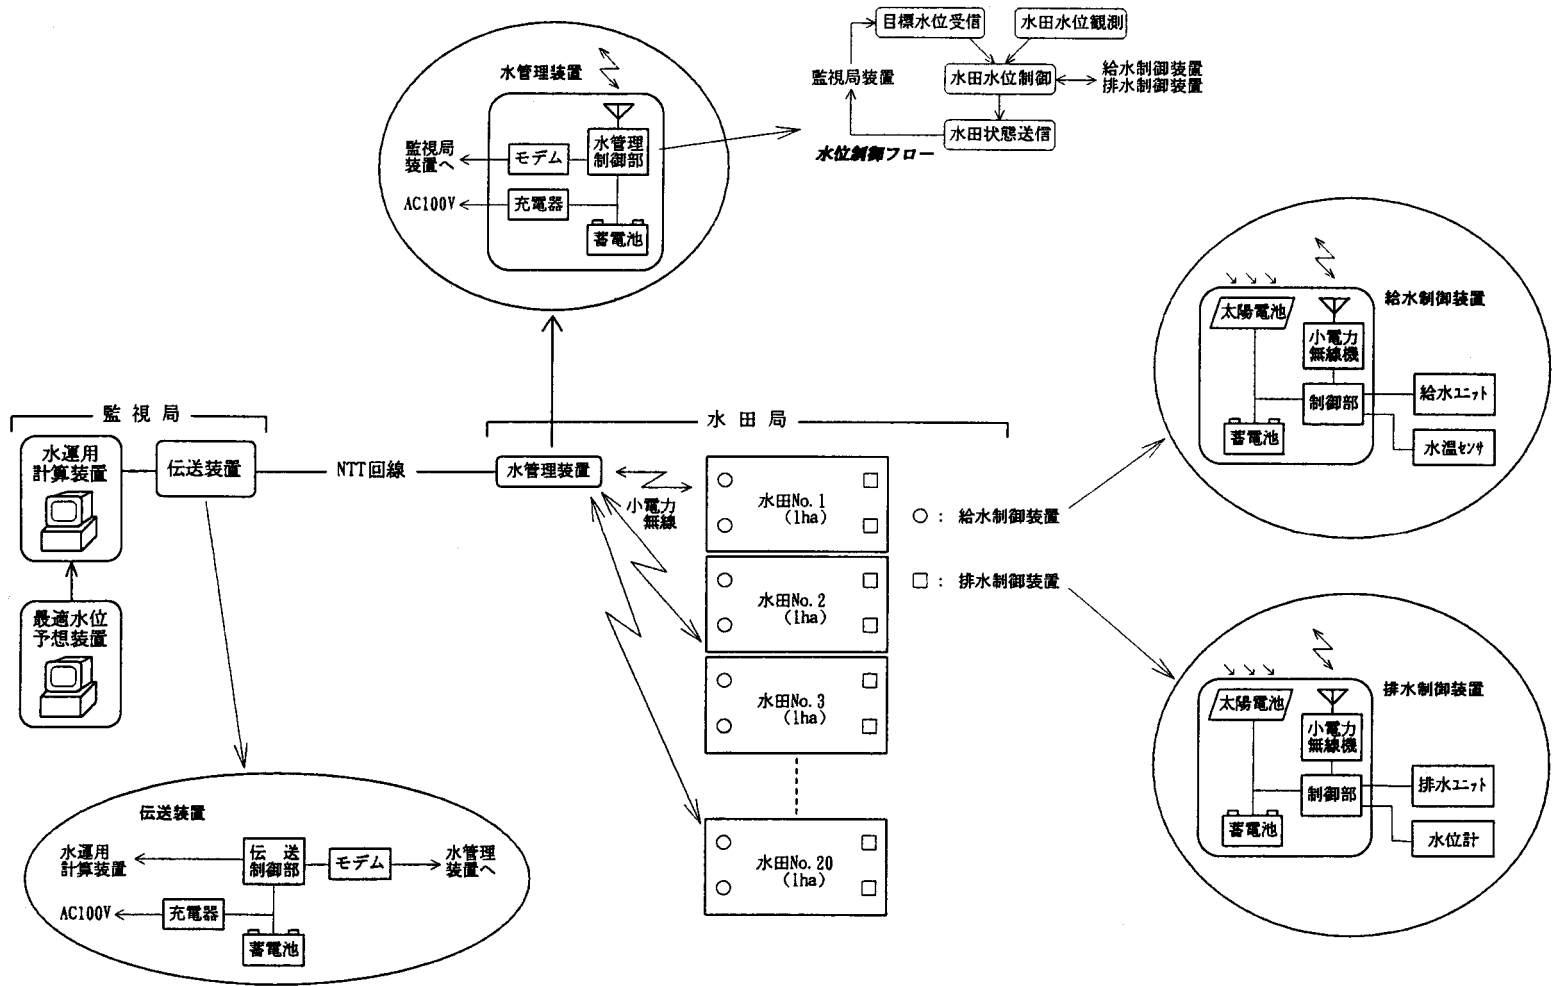 目標水位受信
水田水位観測
監視局装置
水田水位制御
給水制御装置
排水制御装置
水田状態送信
水位制御フロー
水管理装置
監視局
装置へ
モデム
水管理
制御部
AC100V
充電器
蓄電池
給水制御装置
太陽電池
小電力
無線機
制御部
蓄電池
給水ユニット
水温センサ
監視局
水田局
水運用
計算装置
伝送装置
NTT回線
水管理装置
小電力
無線
水田No.1
(1ha)
水田No.2
(1ha)
水田No.3
(1ha)
水田No.20
(1ha)
○: 給水制御装置
□: 排水制御装置
最適水位
予想装置
排水制御装置
太陽電池
小電力
無線機
制御部
蓄電池
排水ユニット
水位計
伝送装置
水運用
計算装置
伝送
制御部
モデム
水管理
装置へ
AC100V
充電器
蓄電池